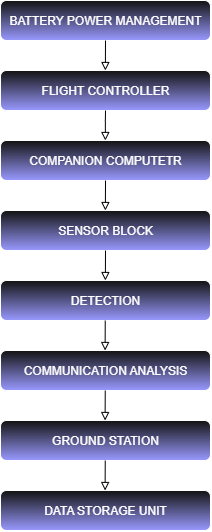 BATTERY POWER MANAGEMENT
FLIGHT CONTROLLER
COMPANION COMPUTETR
SENSOR BLOCK
DETECTION
COMMUNICATION ANALYSIS
GROUND STATION
DATA STORAGE UNIT